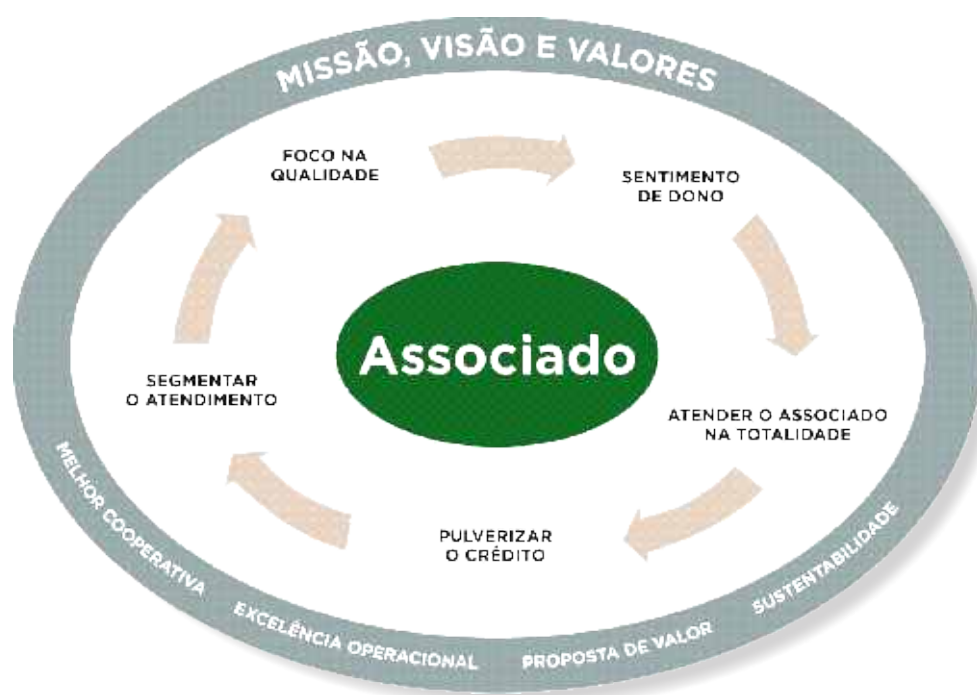 MISSÃO, VISÃO E VALORES
FOCO NA
QUALIDADE
SENTIMENTO
DE DONO
Associado
SEGMENTAR
O ATENDIMENTO
ATENDER O ASSOCIADO
NA TOTALIDADE
PULVERIZAR
O CRÉDITO
MELHOR COOPERATIVA
EXCELÊNCIA OPERACIONAL
PROPOSTA DE VALOR
SUSTENTABILIDADE